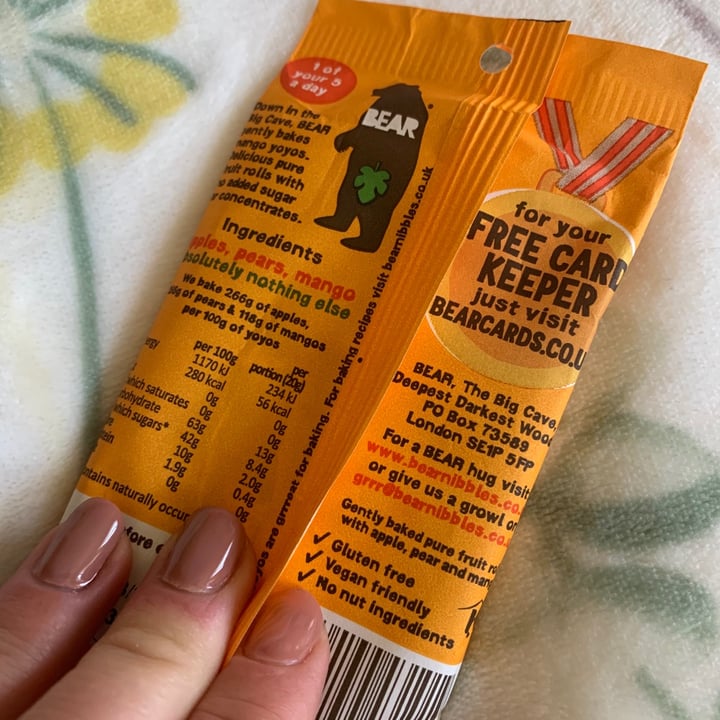 1 of
your 5
a day
BEAR
Down in the
Big Cave, BEAR
gently bakes
mango yoyos.
delicious pure
fruit rolls with
no added sugar
or concentrates.
Ingredients
apples, pears, mango
absolutely nothing else
We bake 266g of apples,
of pears & 118g of mangos
per 100g of yoyos
per 100g
per
portion (20g)
1170 kJ
234 kJ
280 kcal
56 kcal
0g
0g
which saturates
0g
0g
carbohydrate
63g
13g
which sugars*
42g
8.4g
10g
2.0g
1.9g
0.4g
0g
0g
contains naturally
are grrreat for baking. For baking recipes visit bearnibbles.co.uk
for your
FREE CARD
KEEPER
just visit
BEARCARDS.CO.U
BEAR, The Big Cave,
Deepest Darkest Wood
PO Box 73589
London SE1P 5FP
For a BEAR hug visit
www.bearnibbles.co.
or give us a growl on
grrr@bearnibbles.co.
Gently baked pure fruit
with apple, pear and
✓ Gluten free
✓ Vegan friendly
✓ No nut ingredients